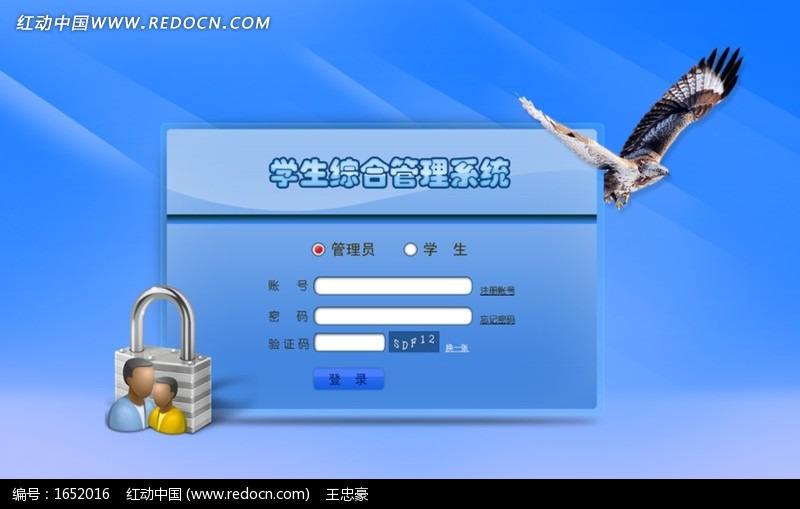 红动中国WWW.REDOCN.COM
学生综合管理系统
管理员 学 生
账 号 注册账号
密 码 忘记密码
验证码 SDF12 换一张
登 录
编号：1652016 红动中国 (www.redocn.com) 王忠豪